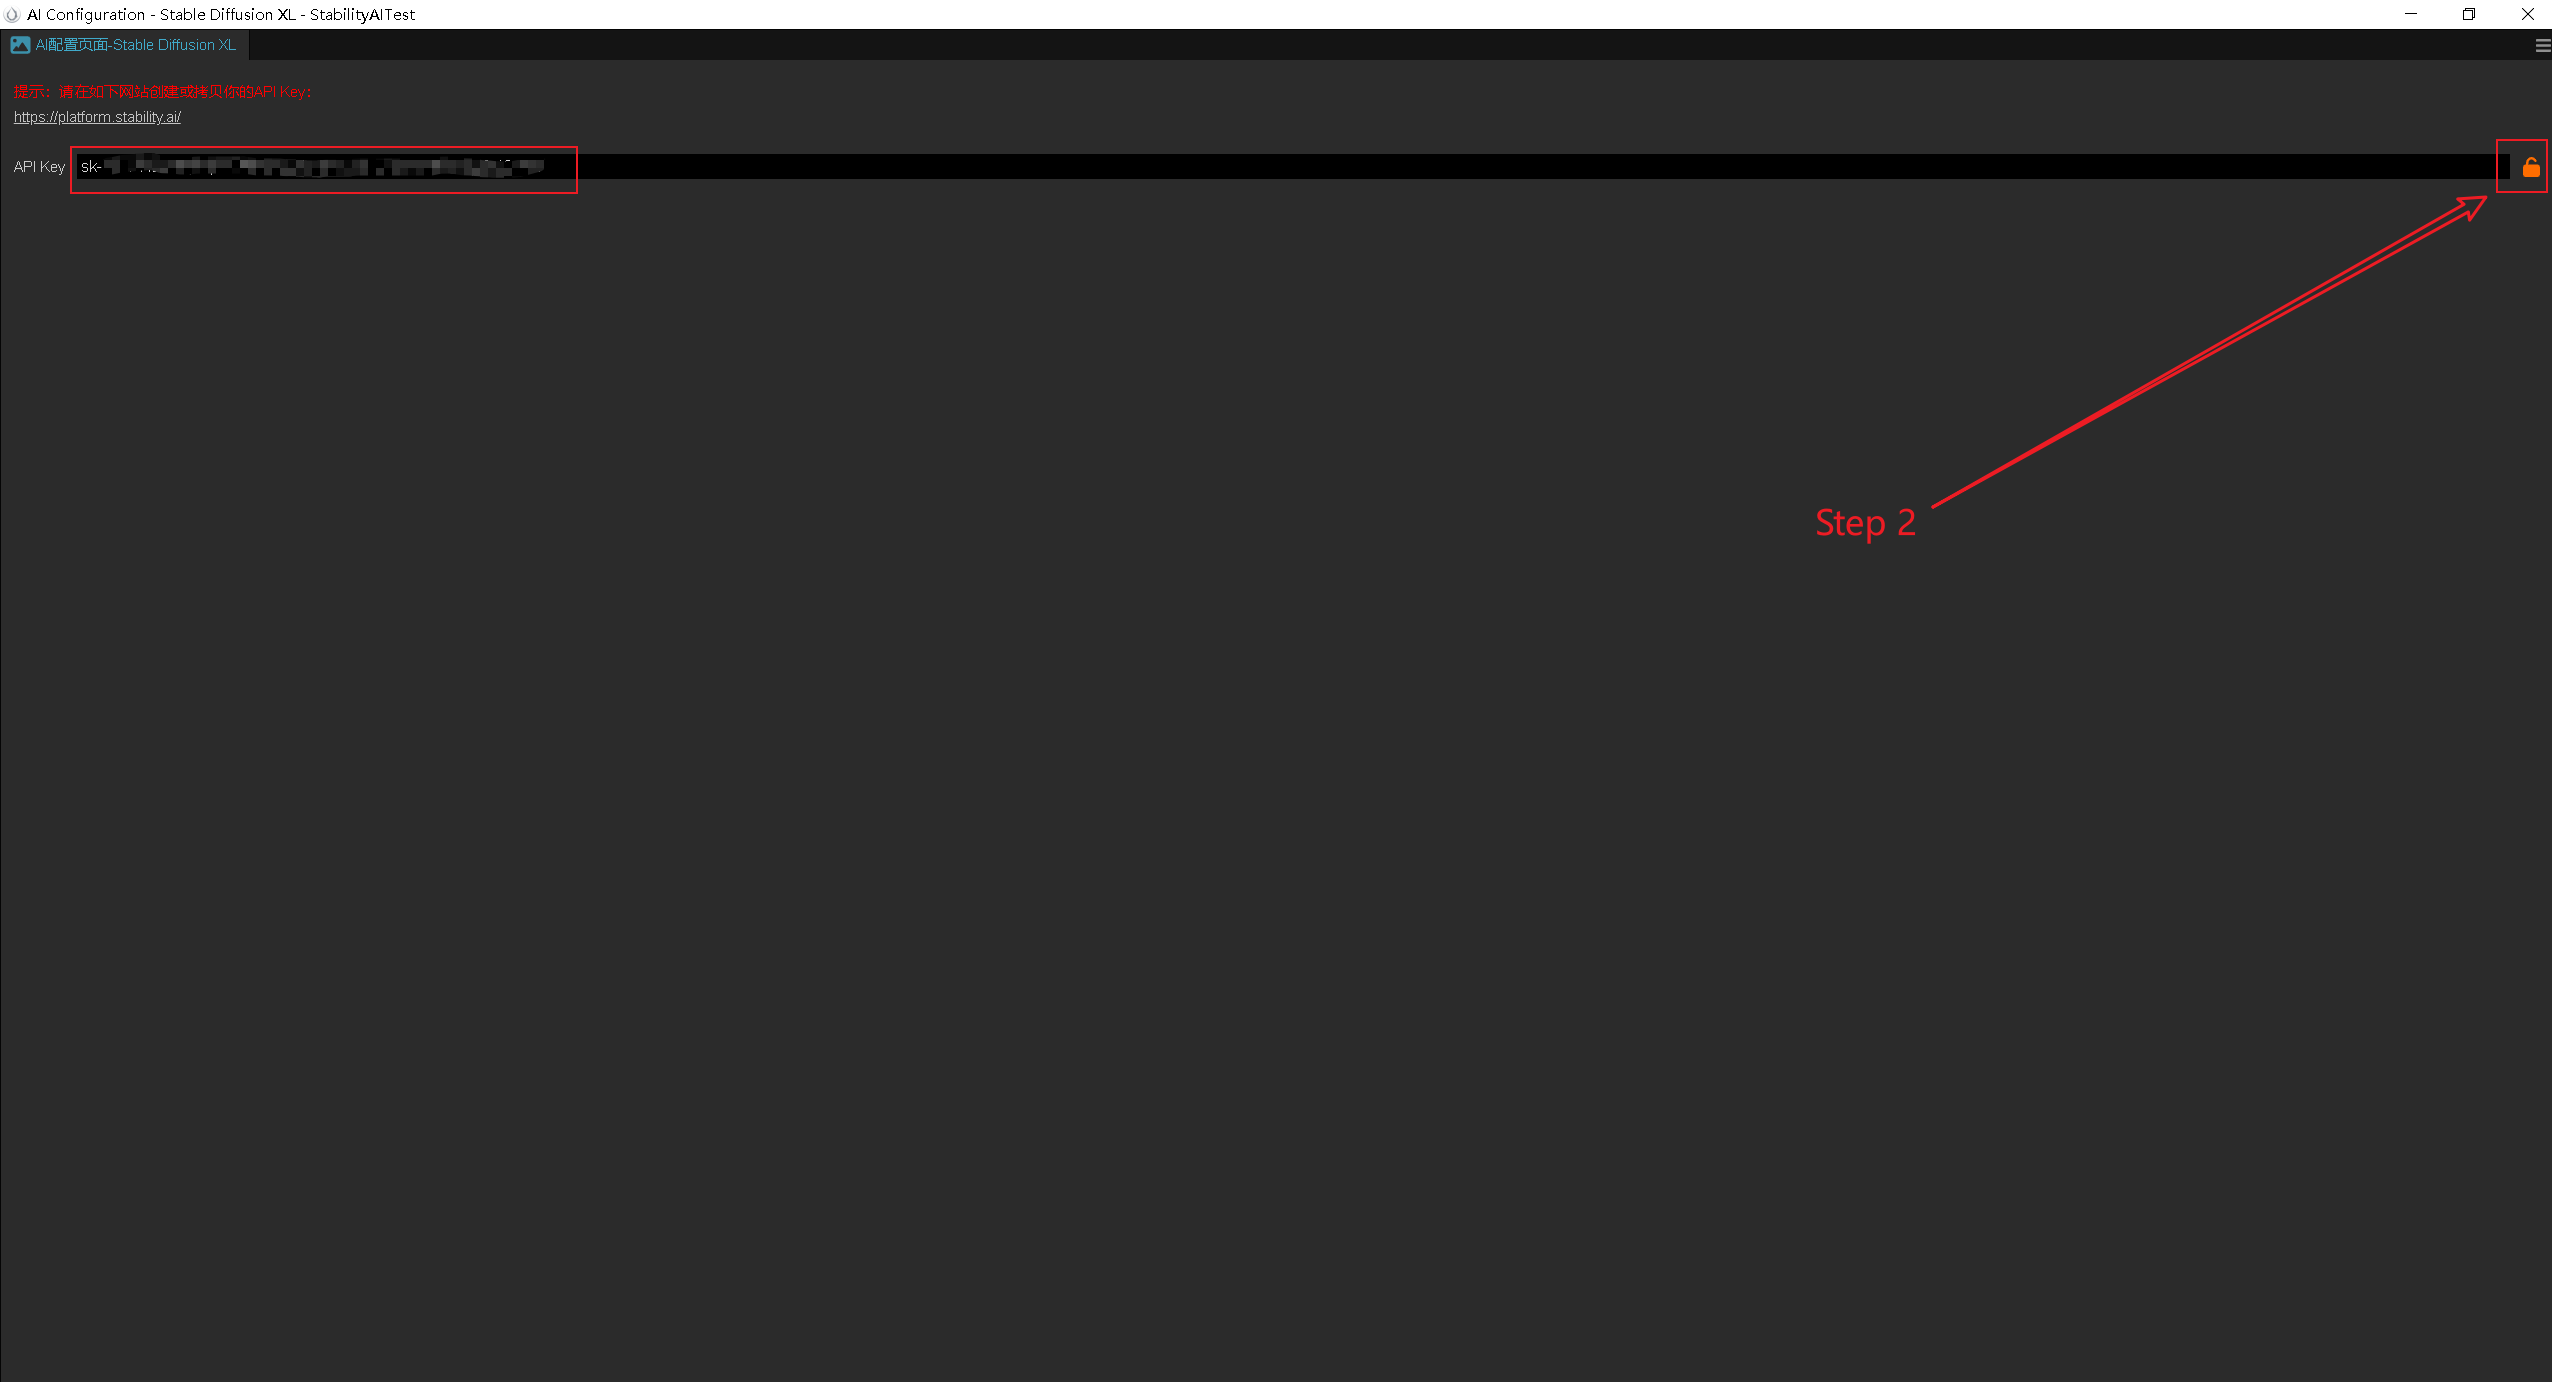 AI Configuration - Stable Diffusion XL - StabilityAITest
AI配置页面-Stable Diffusion XL
提示：请在如下网站创建或拷贝你的API Key：
https://platform.stability.ai/
API Key sk-
Step 2